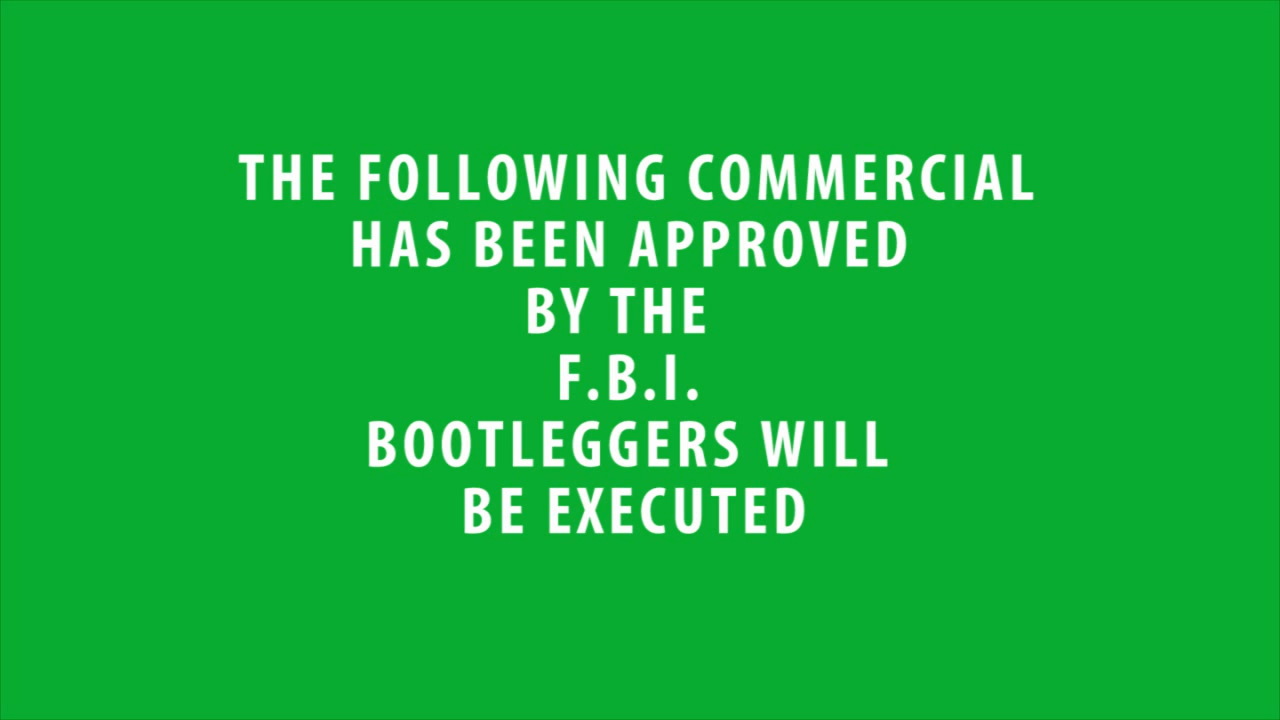 THE FOLLOWING COMMERCIAL
HAS BEEN APPROVED
BY THE
F.B.I.
BOOTLEGGERS WILL
BE EXECUTED